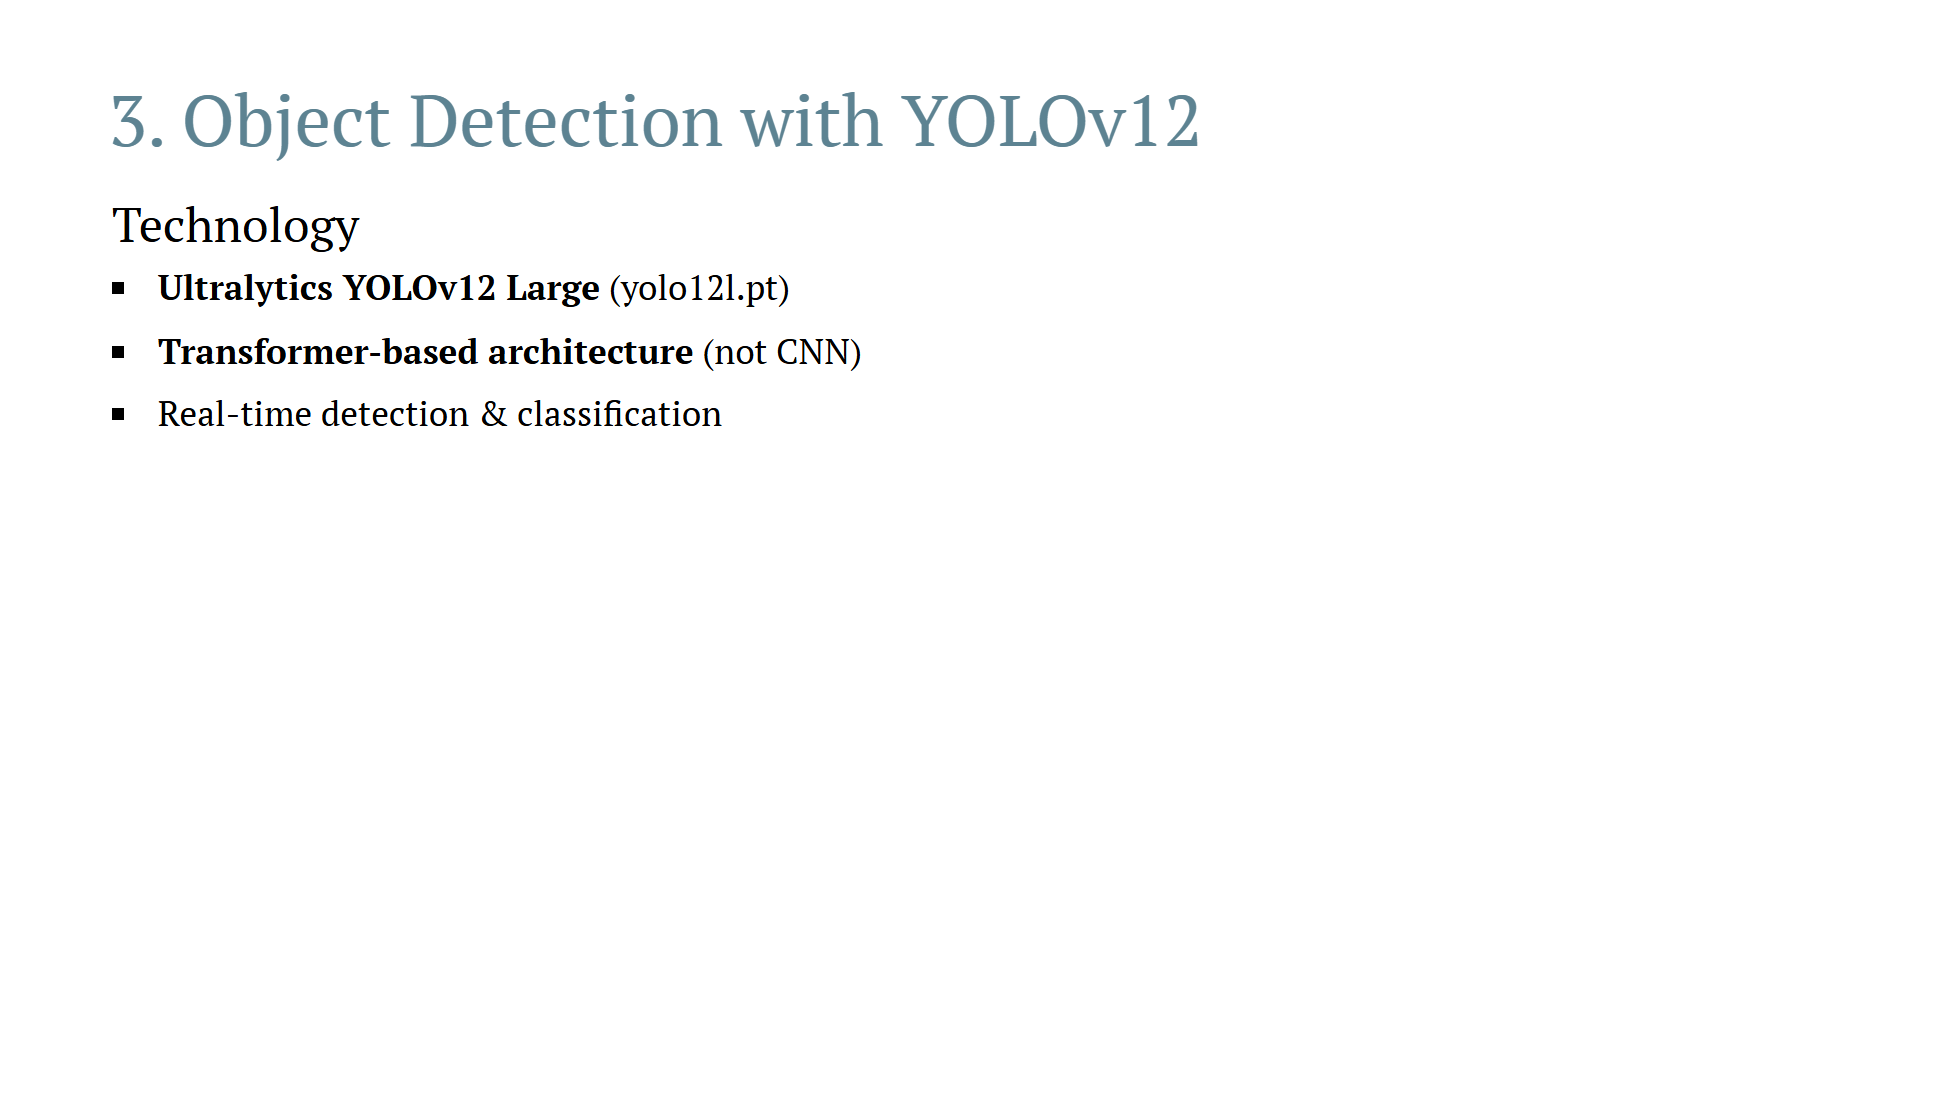 3. Object Detection with YOLOv12
Technology
▪ Ultralytics YOLOv12 Large (yolo12l.pt)
▪ Transformer-based architecture (not CNN)
▪ Real-time detection & classification